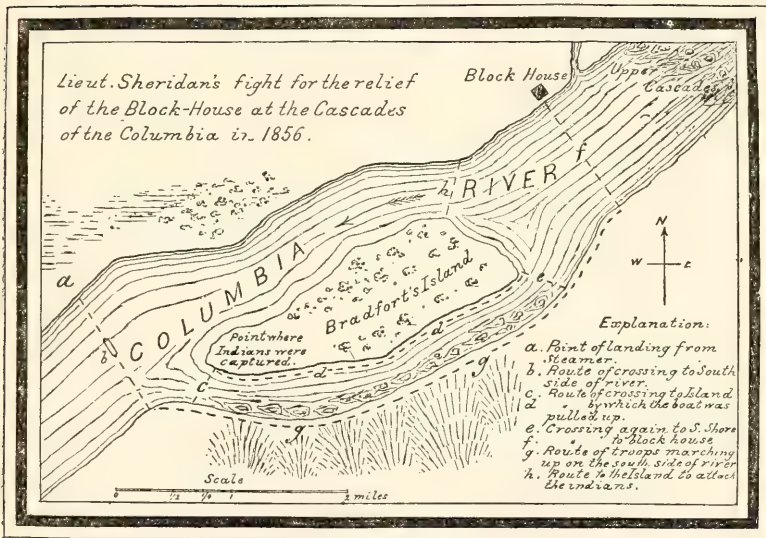 Lieut. Sheridan's fight for the relief
of the Block-House at the Cascades
of tne Columbia in 1856.
Block House
Upper
Cascades
f
h
RIVER
a
COLUMBIA
b
Bradfort's Island
Point where
Indians were
captured.
d
d
e
c
g
g
N
W
E
Explanation:
a. Point of landing from
steamer.
b. Route of crossing to South
side of river.
c. Route of crossing to Island
d " by which the boat was
pulled up.
e. Crossing again to S. Shore
f. " to block house
g. Route of troops marching
up on the south side of river
h. Route to the Island to attack
the indians.
Scale
0 1/2 3/4 1 2 miles